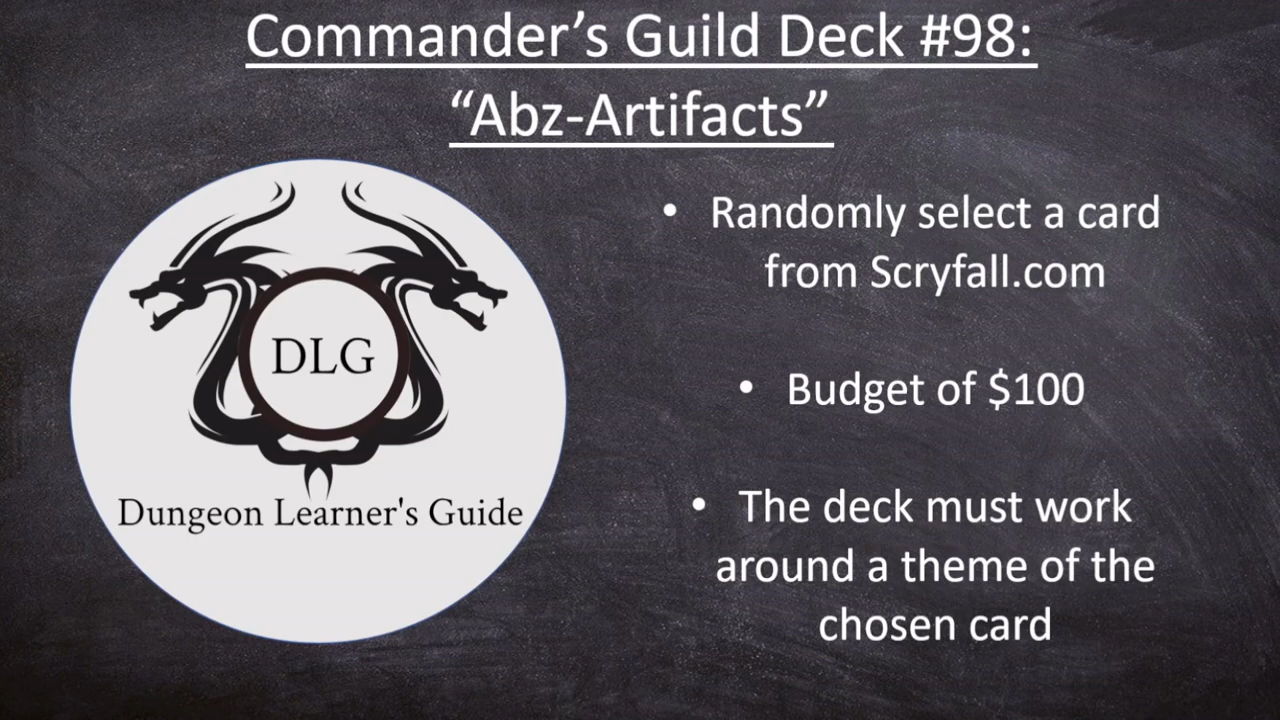 Commander’s Guild Deck #98:
“Abz-Artifacts”
DLG
Dungeon Learner's Guide
• Randomly select a card
from Scryfall.com
• Budget of $100
• The deck must work
around a theme of the
chosen card